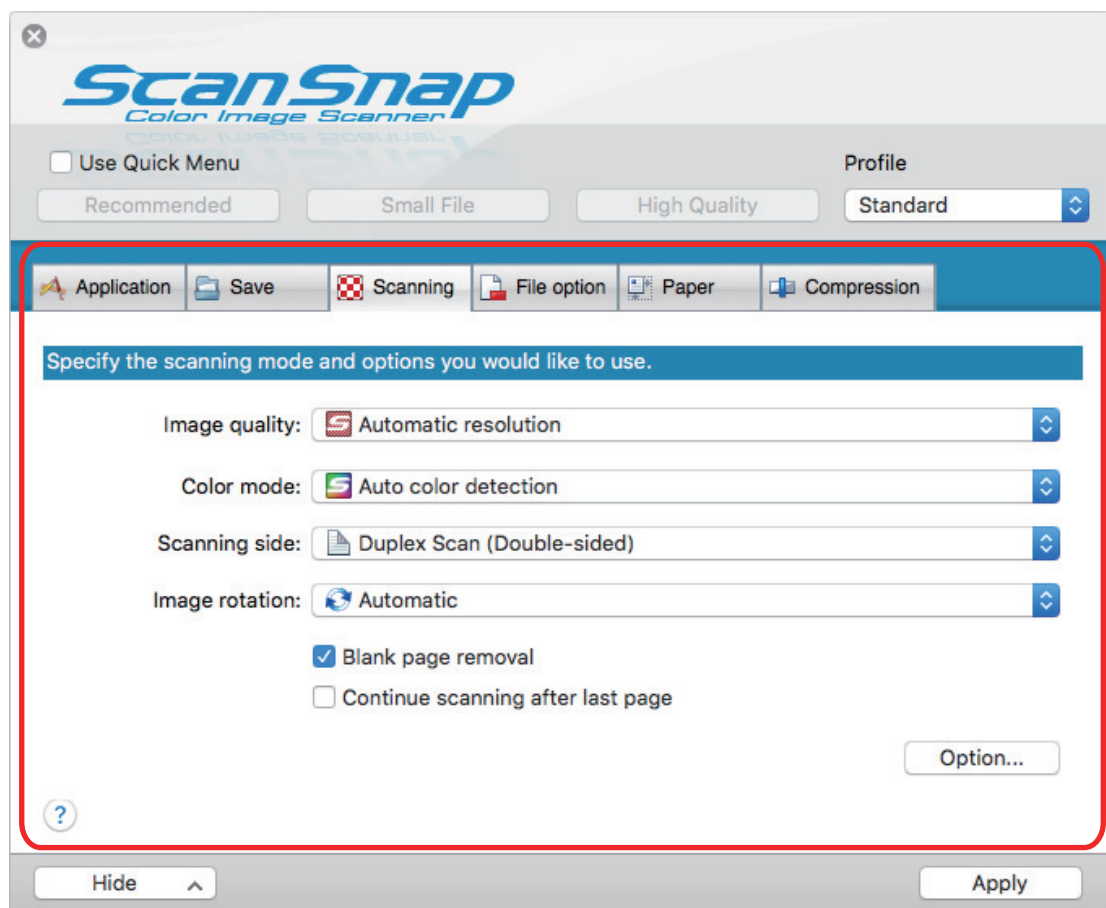 ScanSnap
Color Image Scanner
Use Quick Menu
Profile
Recommended Small File High Quality Standard
Application Save Scanning File option Paper Compression
Specify the scanning mode and options you would like to use.
Image quality: Automatic resolution
Color mode: Auto color detection
Scanning side: Duplex Scan (Double-sided)
Image rotation: Automatic
Blank page removal
Continue scanning after last page
Option...
?
Hide Apply